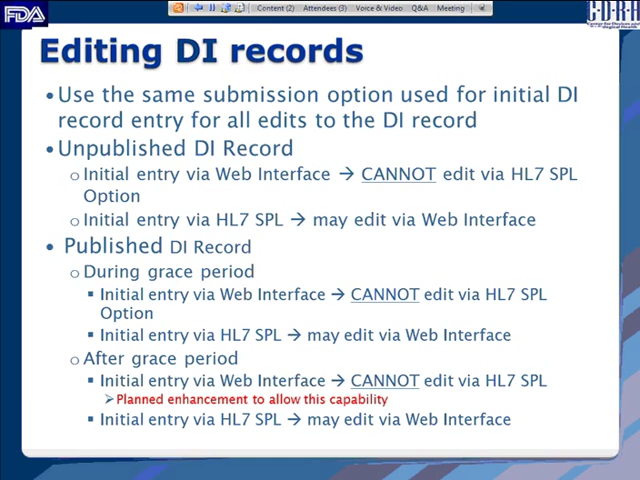 Content (2) Attendees (3) Voice & Video Q&A Meeting
FDA
CDRH
Editing DI records
• Use the same submission option used for initial DI
record entry for all edits to the DI record
• Unpublished DI Record
o Initial entry via Web Interface → CANNOT edit via HL7 SPL
Option
o Initial entry via HL7 SPL → may edit via Web Interface
• Published DI Record
o During grace period
▪ Initial entry via Web Interface → CANNOT edit via HL7 SPL
Option
▪ Initial entry via HL7 SPL → may edit via Web Interface
o After grace period
▪ Initial entry via Web Interface → CANNOT edit via HL7 SPL
➢ Planned enhancement to allow this capability
▪ Initial entry via HL7 SPL → may edit via Web Interface